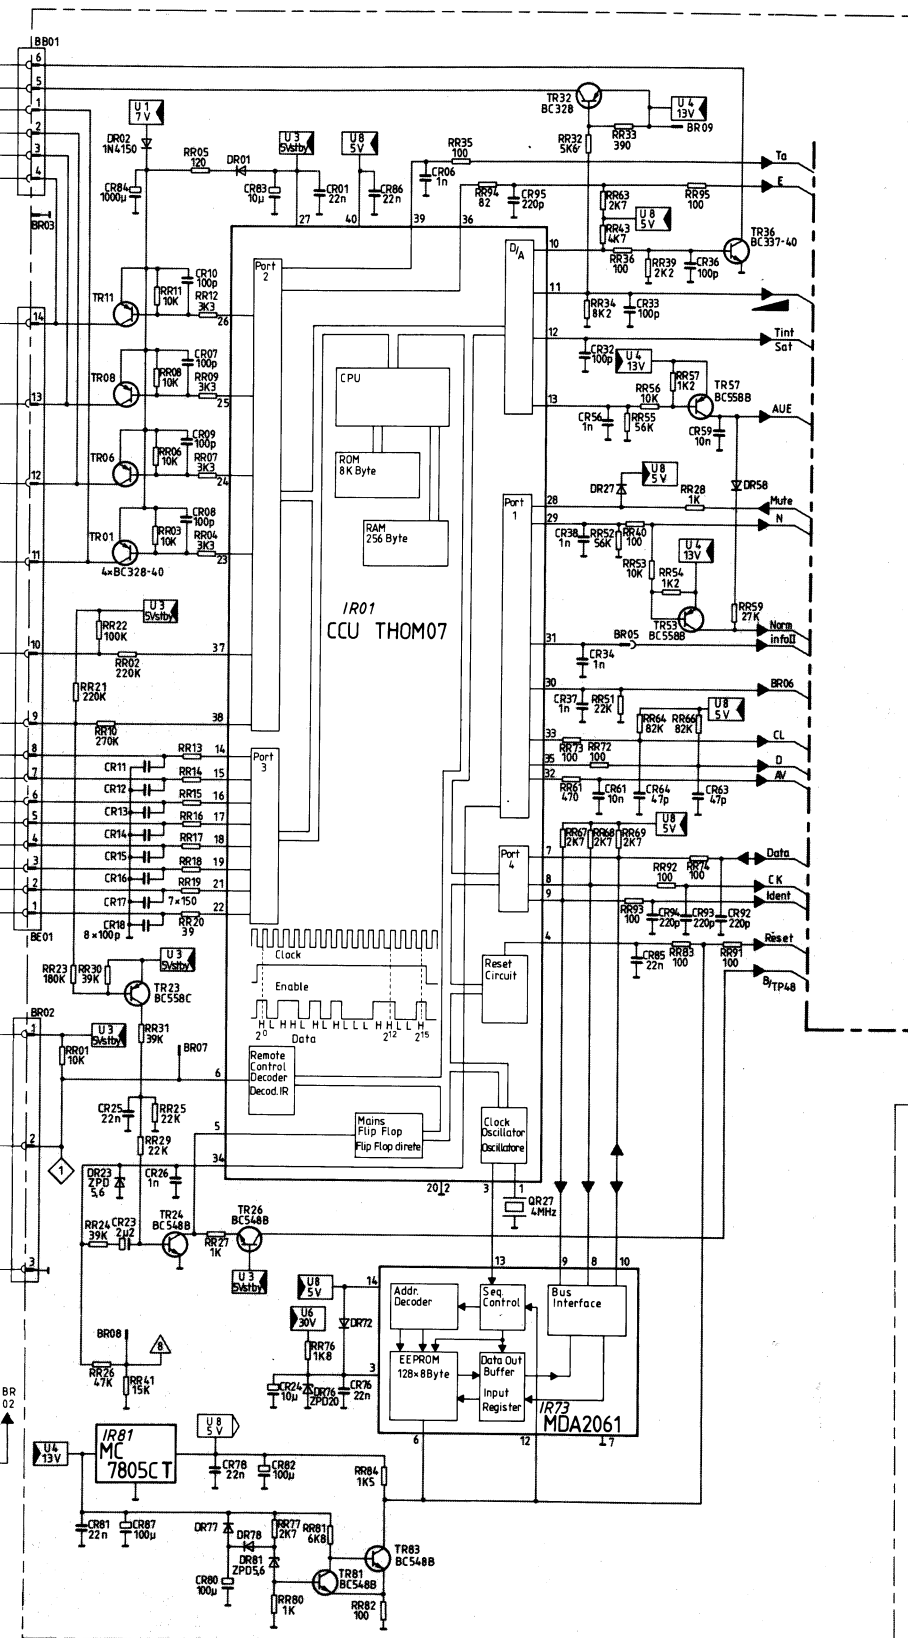 BB01
6
5
1
2
3
4
BR03
U1
7V
DR02
1N4150
RR05
120
DR01
CR84
1000µ
CR83
10µ
U3
5Vstby
CR01
22n
U8
5V
CR86
22n
27
40
39
36
RR35
100
CR06
1n
RR94
82
CR95
220p
TR32
BC328
RR32
5K6
RR33
390
U4
13V
BR09
RR63
2K7
U8
5V
RR43
4K7
RR95
100
Ta
E
TR36
BC337-40
RR36
100
RR39
2K2
CR36
100p
10
11
RR34
8K2
CR33
100p
12
CR32
100p
Tint
Sat
U4
13V
RR57
1K2
TR57
BC558B
RR56
10K
13
CR56
1n
RR55
56K
CR59
10n
AUE
U8
5V
DR27
RR28
1K
DR58
Mute
N
28
29
CR38
1n
RR52
56K
RR40
100
U4
13V
RR53
10K
RR54
1K2
TR53
BC558B
RR59
27K
Norm
infoII
31
BR05
CR34
1n
30
CR37
1n
RR51
22K
BR06
U8
5V
RR64
82K
RR66
82K
33
RR73
100
RR72
100
CL
35
D
32
RR61
470
CR61
10n
CR64
47p
CR63
47p
AV
U8
5V
RR67
2K7
RR68
2K7
RR69
2K7
7
8
9
RR92
100
RR74
100
Data
CK
Ident
RR93
100
CR94
220p
CR93
220p
CR92
220p
4
CR85
22n
RR83
100
RR91
100
Reset
B/TP48
TR11
RR11
10K
CR10
100p
RR12
3K3
26
14
TR08
RR08
10K
CR07
100p
RR09
3K3
25
13
TR06
RR06
10K
CR09
100p
RR07
3K3
24
12
TR01
RR03
10K
CR08
100p
RR04
3K3
23
11
4xBC328-40
U3
5Vstby
RR22
100K
10
RR02
220K
37
RR21
220K
9
RR10
270K
38
8
RR13
14
CR11
7
RR14
15
CR12
6
RR15
16
CR13
5
RR16
17
CR14
4
RR17
18
CR15
3
RR18
19
CR16
2
RR19
21
CR17
7x150
1
22
CR18
8x100p
RR20
39
BE01
Port
2
D/A
CPU
ROM
8K Byte
RAM
256 Byte
IR01
CCU THOM07
Port
1
Port
3
Port
4
Clock
Enable
H L H H L H L H L L L H H L L H
2⁰
Data
2¹²
2¹⁵
Reset
Circuit
Remote
Control
Decoder
Decod.IR
Mains
Flip Flop
Flip Flop direte
Clock
Oscillator
Oscillatore
RR23
180K
RR30
39K
U3
5Vstby
TR23
BC558C
BR02
1
U3
5Vstby
RR01
10K
RR31
39K
BR07
6
CR25
22n
RR25
22K
RR29
22K
2
1
5
34
DR23
ZPD
5,6
CR26
1n
RR24
39K
CR23
2µ2
TR24
BC548B
RR27
1K
TR26
BC548B
U3
5Vstby
3
20
2
3
1
QR27
4MHz
BR08
8
RR26
47K
RR41
15K
BR
02
U8
5V
14
U6
30V
DR72
RR76
1K8
3
CR24
10µ
DR76
ZPD20
CR76
22n
13
9
8
10
Addr.
Decoder
Seq.
Control
Bus
Interface
EEPROM
128x8Byte
Data Out
Buffer
Input
Register
IR73
MDA2061
6
12
7
U4
13V
IR81
MC
7805CT
U8
5V
CR78
22n
CR82
100µ
RR84
1K5
CR81
22n
CR87
100µ
DR77
DR78
RR77
2K7
RR81
6K8
TR83
BC548B
DR81
ZPD5,6
CR80
100µ
TR81
BC548B
RR80
1K
RR82
100